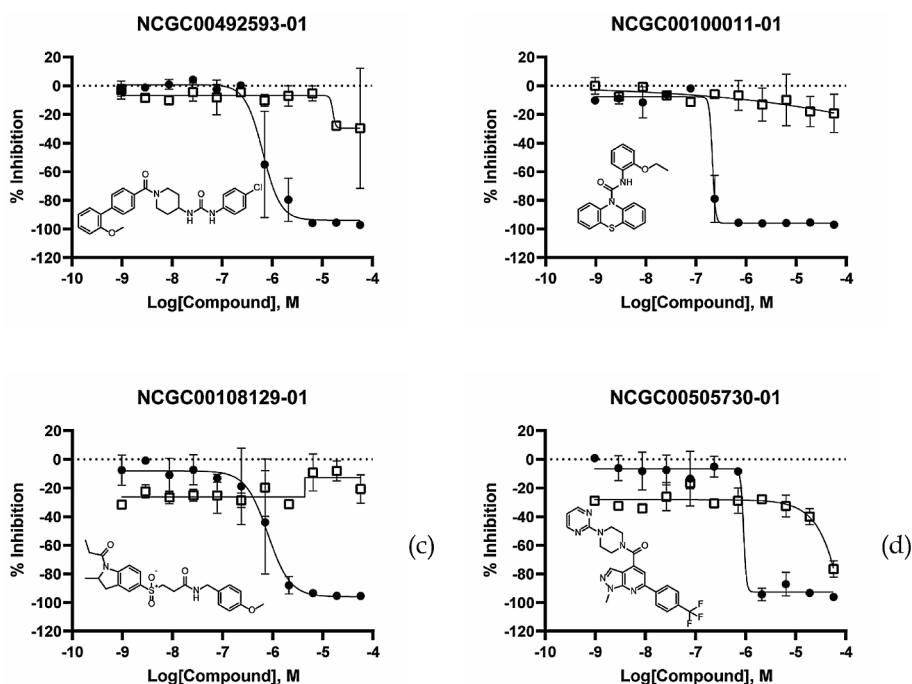 NCGC00492593-01
20
0
-20
-40
-60
-80
-100
-120
% Inhibition
-10 -9 -8 -7 -6 -5 -4
Log[Compound], M
O
N
N
H
O
N
H
Cl
O
NCGC00100011-01
20
0
-20
-40
-60
-80
-100
-120
% Inhibition
-10 -9 -8 -7 -6 -5 -4
Log[Compound], M
O
NH
O
N
S
NCGC00108129-01
20
0
-20
-40
-60
-80
-100
-120
% Inhibition
-10 -9 -8 -7 -6 -5 -4
Log[Compound], M
O
N
O-
S+
O
O
N
H
O
(c)
NCGC00505730-01
20
0
-20
-40
-60
-80
-100
-120
% Inhibition
-10 -9 -8 -7 -6 -5 -4
Log[Compound], M
N
N
N
N
O
N
N
N
F
F
F
(d)